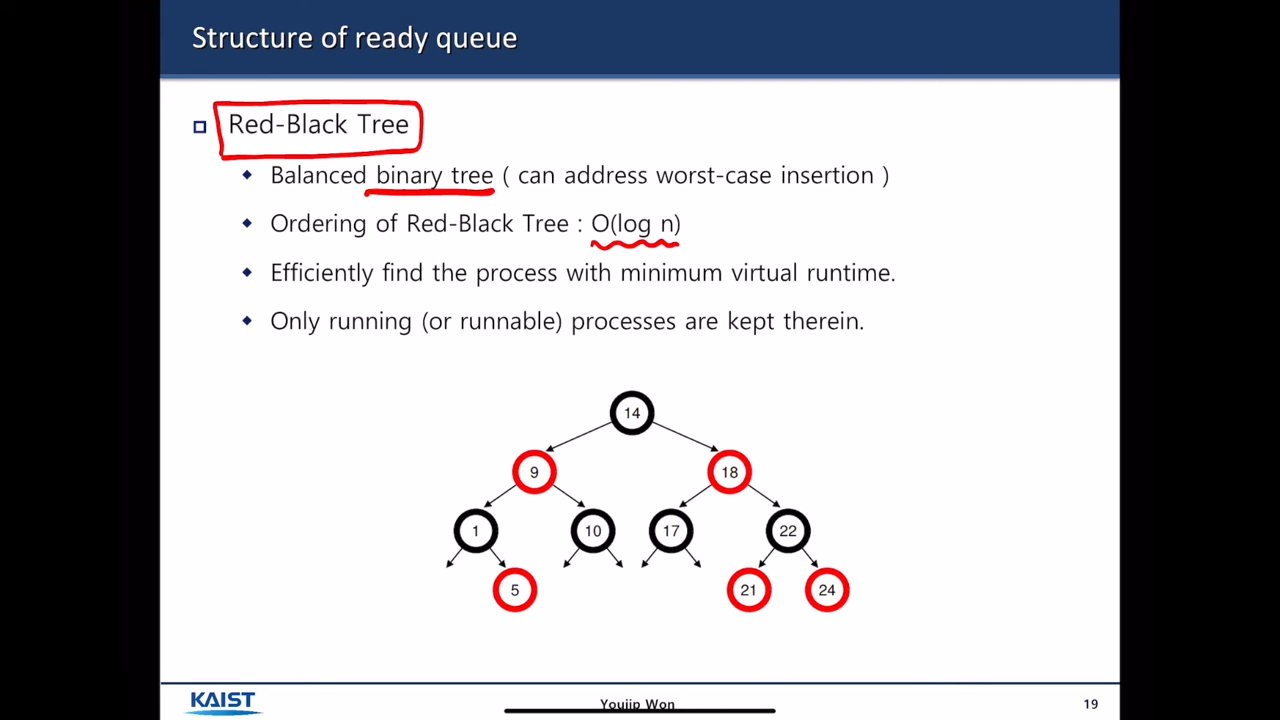 Structure of ready queue
Red-Black Tree
Balanced binary tree ( can address worst-case insertion )
Ordering of Red-Black Tree : O(log n)
Efficiently find the process with minimum virtual runtime.
Only running (or runnable) processes are kept therein.
14
9 18
1 10 17 22
5 21 24
KAIST Youjip Won 19